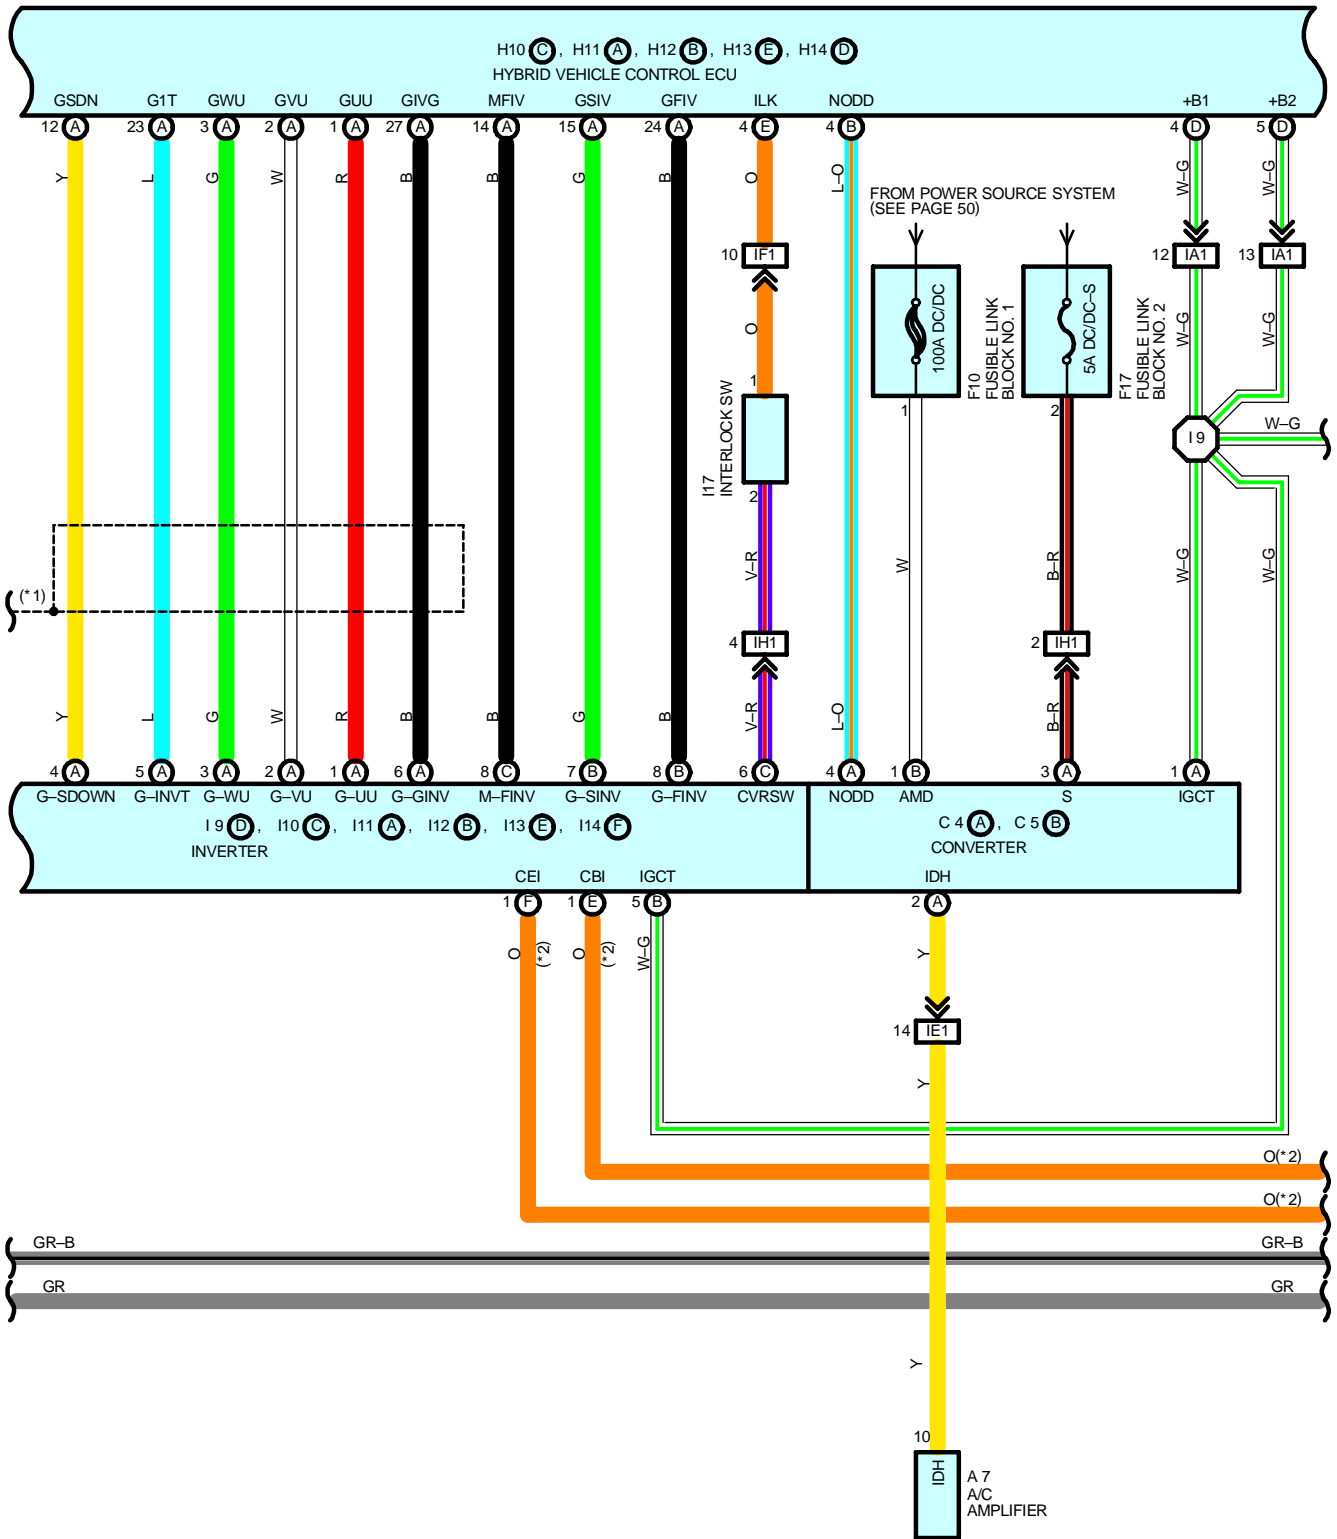 H10 C , H11 A , H12 B , H13 E , H14 D
HYBRID VEHICLE CONTROL ECU
GSDN G1T GWU GVU GUU GIVG MFIV GSIV GFIV ILK NODD +B1 +B2
12 A 23 A 3 A 2 A 1 A 27 A 14 A 15 A 24 A 4 E 4 B 4 D 5 D
Y L G W R B B G B O L–O W–G W–G
FROM POWER SOURCE SYSTEM
(SEE PAGE 50)
10 IF1 12 IA1 13 IA1
100A DC/DC
F10
FUSIBLE LINK
BLOCK NO. 1
5A DC/DC–S
F17
FUSIBLE LINK
BLOCK NO. 2
O W–G W–G
1 1 2
I17
INTERLOCK SW
I 9 W–G
2
(*1)
V–R W B–R W–G W–G
4 IH1 2 IH1
Y L G W R B B G B V–R L–O B–R
4 A 5 A 3 A 2 A 1 A 6 A 8 C 7 B 8 B 6 C 4 A 1 B 3 A 1 A
G–SDOWN G–INVT G–WU G–VU G–UU G–GINV M–FINV G–SINV G–FINV CVRSW NODD AMD S IGCT
I 9 D , I10 C , I11 A , I12 B , I13 E , I14 F
INVERTER
C 4 A , C 5 B
CONVERTER
CEI CBI IGCT IDH
1 F 1 E 5 B 2 A
O (*2) O (*2) W–G Y
14 IE1
Y
O(*2)
O(*2)
GR–B GR–B
GR GR
Y
10
IDH
A 7
A/C
AMPLIFIER